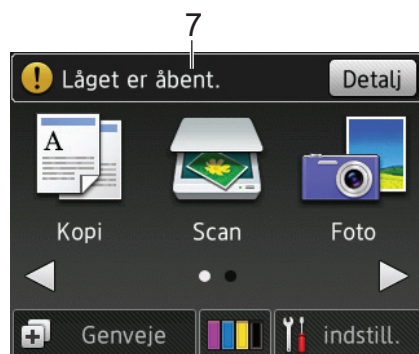 7
Låget er åbent.
Detalj
A
Kopi
Scan
Foto
Genveje
indstill.